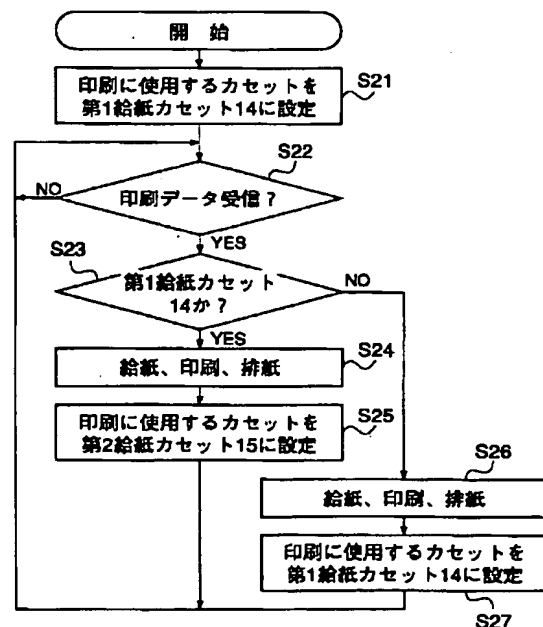 開 始
印刷に使用するカセットを
第1給紙カセット14に設定
S21
S22
NO
印刷データ受信?
YES
S23
第1給紙カセット
14か?
NO
YES
S24
給紙、印刷、排紙
S25
印刷に使用するカセットを
第2給紙カセット15に設定
S26
給紙、印刷、排紙
印刷に使用するカセットを
第1給紙カセット14に設定
S27